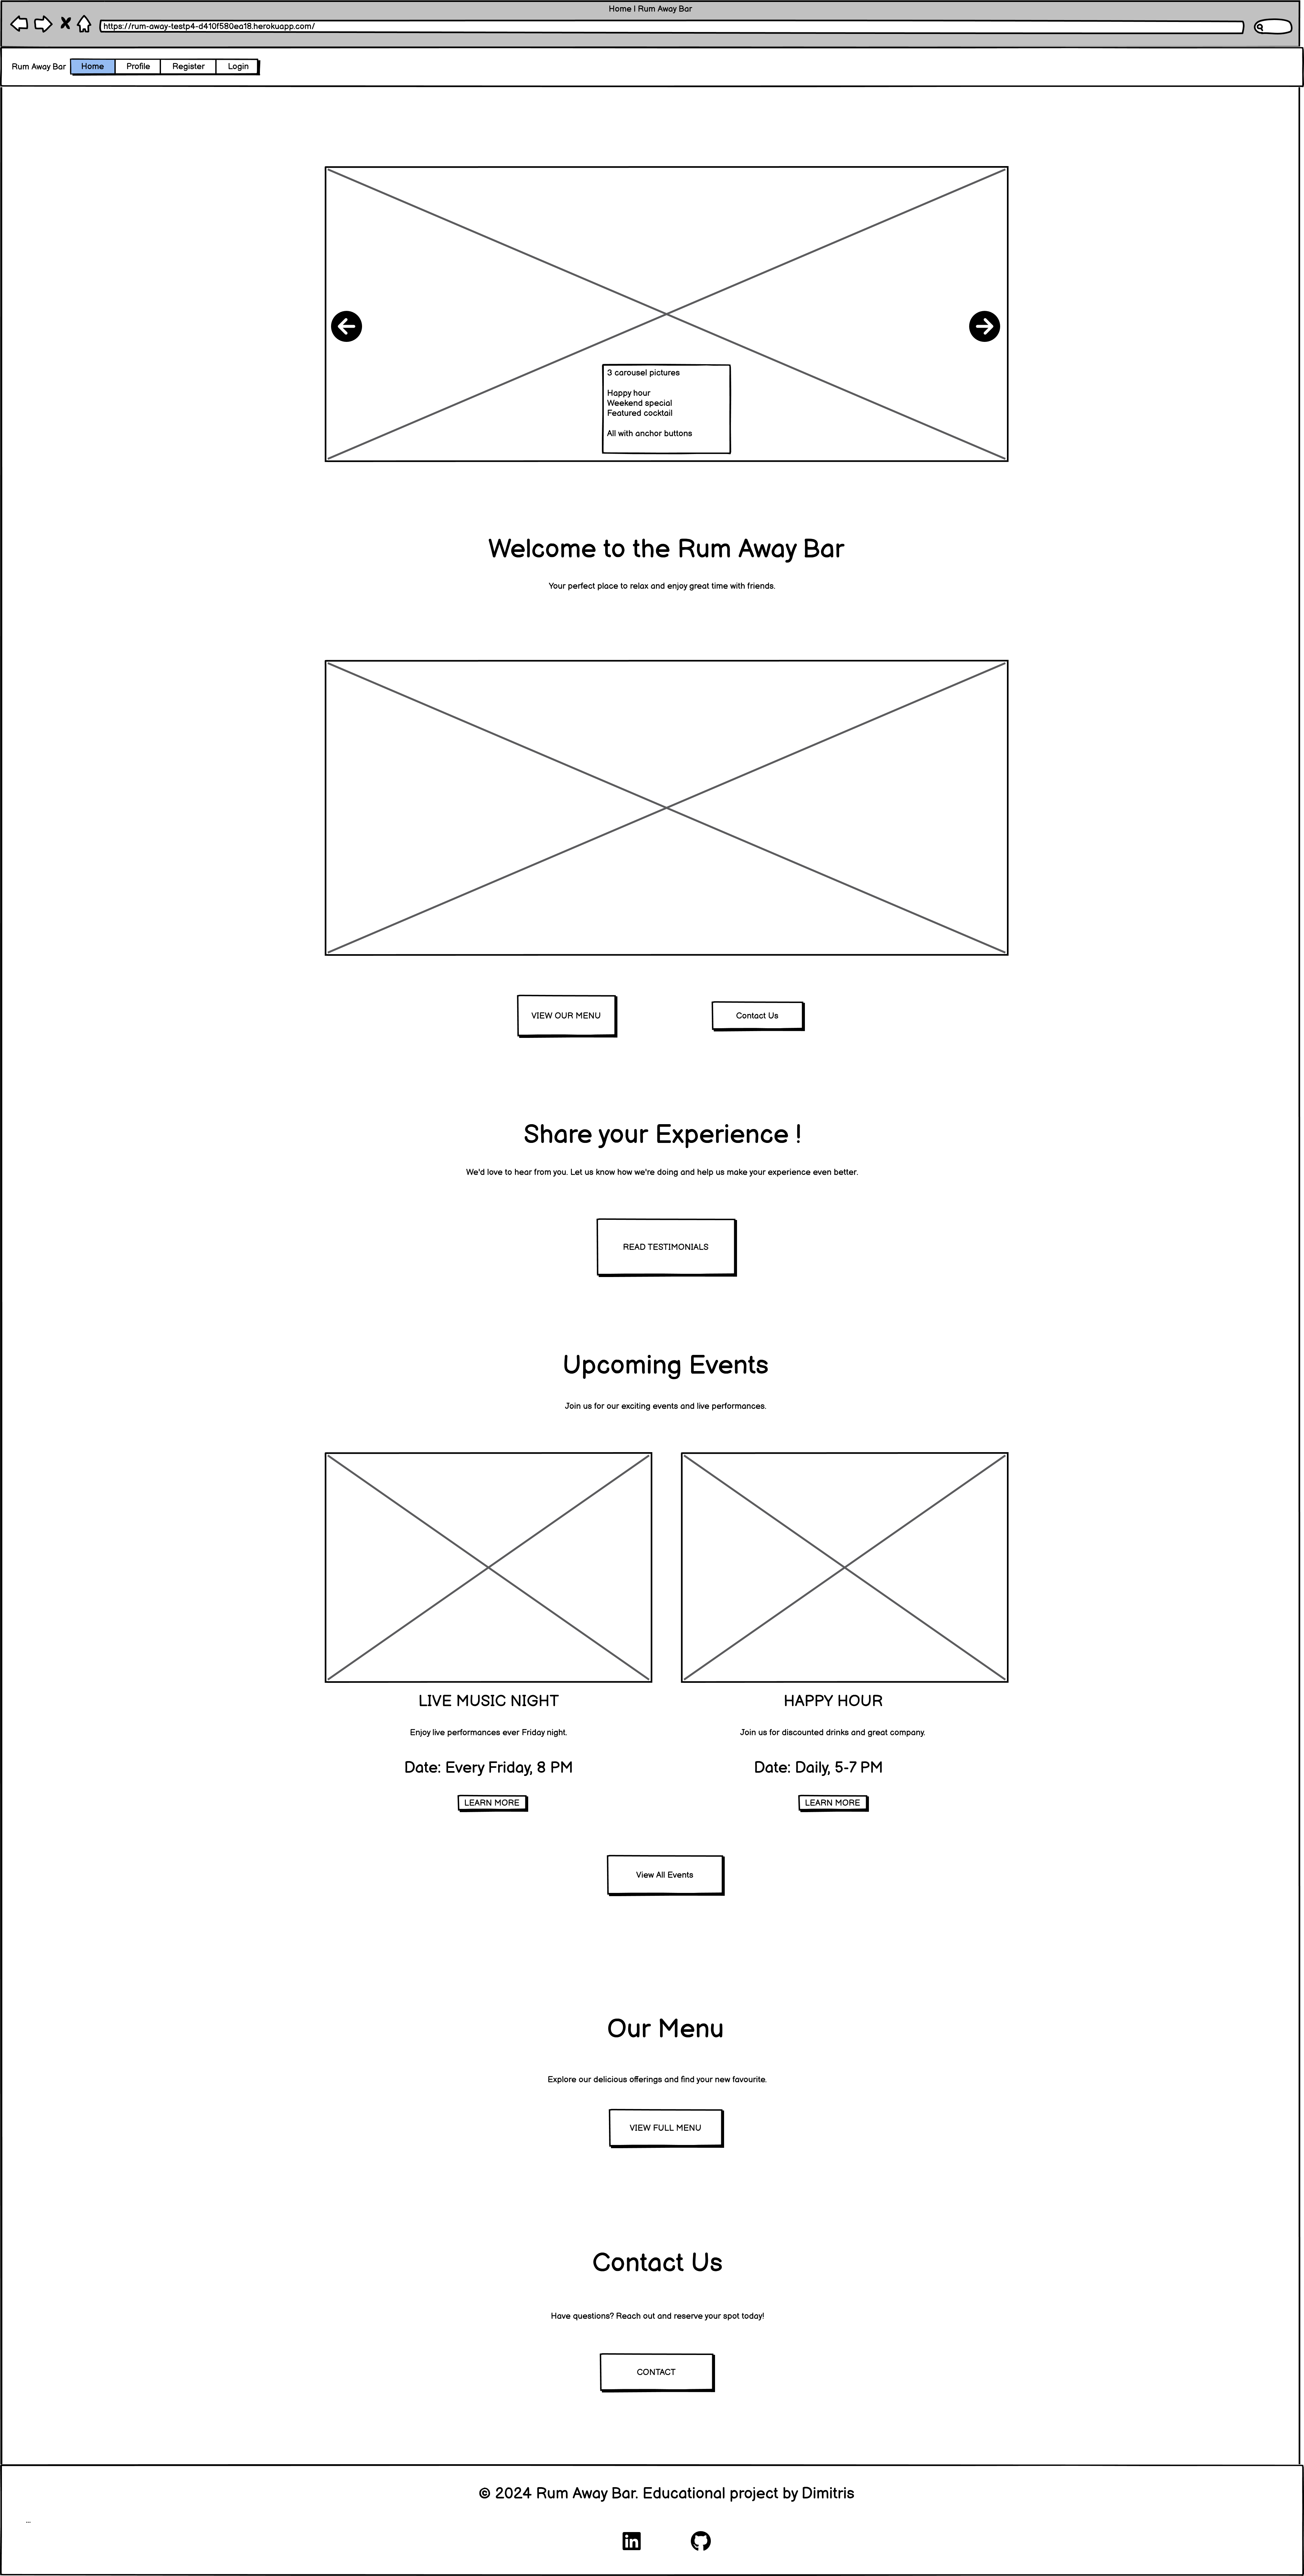 Home | Rum Away Bar
https://rum-away-testp4-d410f580ea18.herokuapp.com/
Rum Away Bar Home Profile Register Login
3 carousel pictures
Happy hour
Weekend special
Featured cocktail
All with anchor buttons
Welcome to the Rum Away Bar
Your perfect place to relax and enjoy great time with friends.
VIEW OUR MENU Contact Us
Share your Experience !
We'd love to hear from you. Let us know how we're doing and help us make your experience even better.
READ TESTIMONIALS
Upcoming Events
Join us for our exciting events and live performances.
LIVE MUSIC NIGHT HAPPY HOUR
Enjoy live performances ever Friday night. Join us for discounted drinks and great company.
Date: Every Friday, 8 PM Date: Daily, 5-7 PM
LEARN MORE LEARN MORE
View All Events
Our Menu
Explore our delicious offerings and find your new favourite.
VIEW FULL MENU
Contact Us
Have questions? Reach out and reserve your spot today!
CONTACT
© 2024 Rum Away Bar. Educational project by Dimitris
...
in